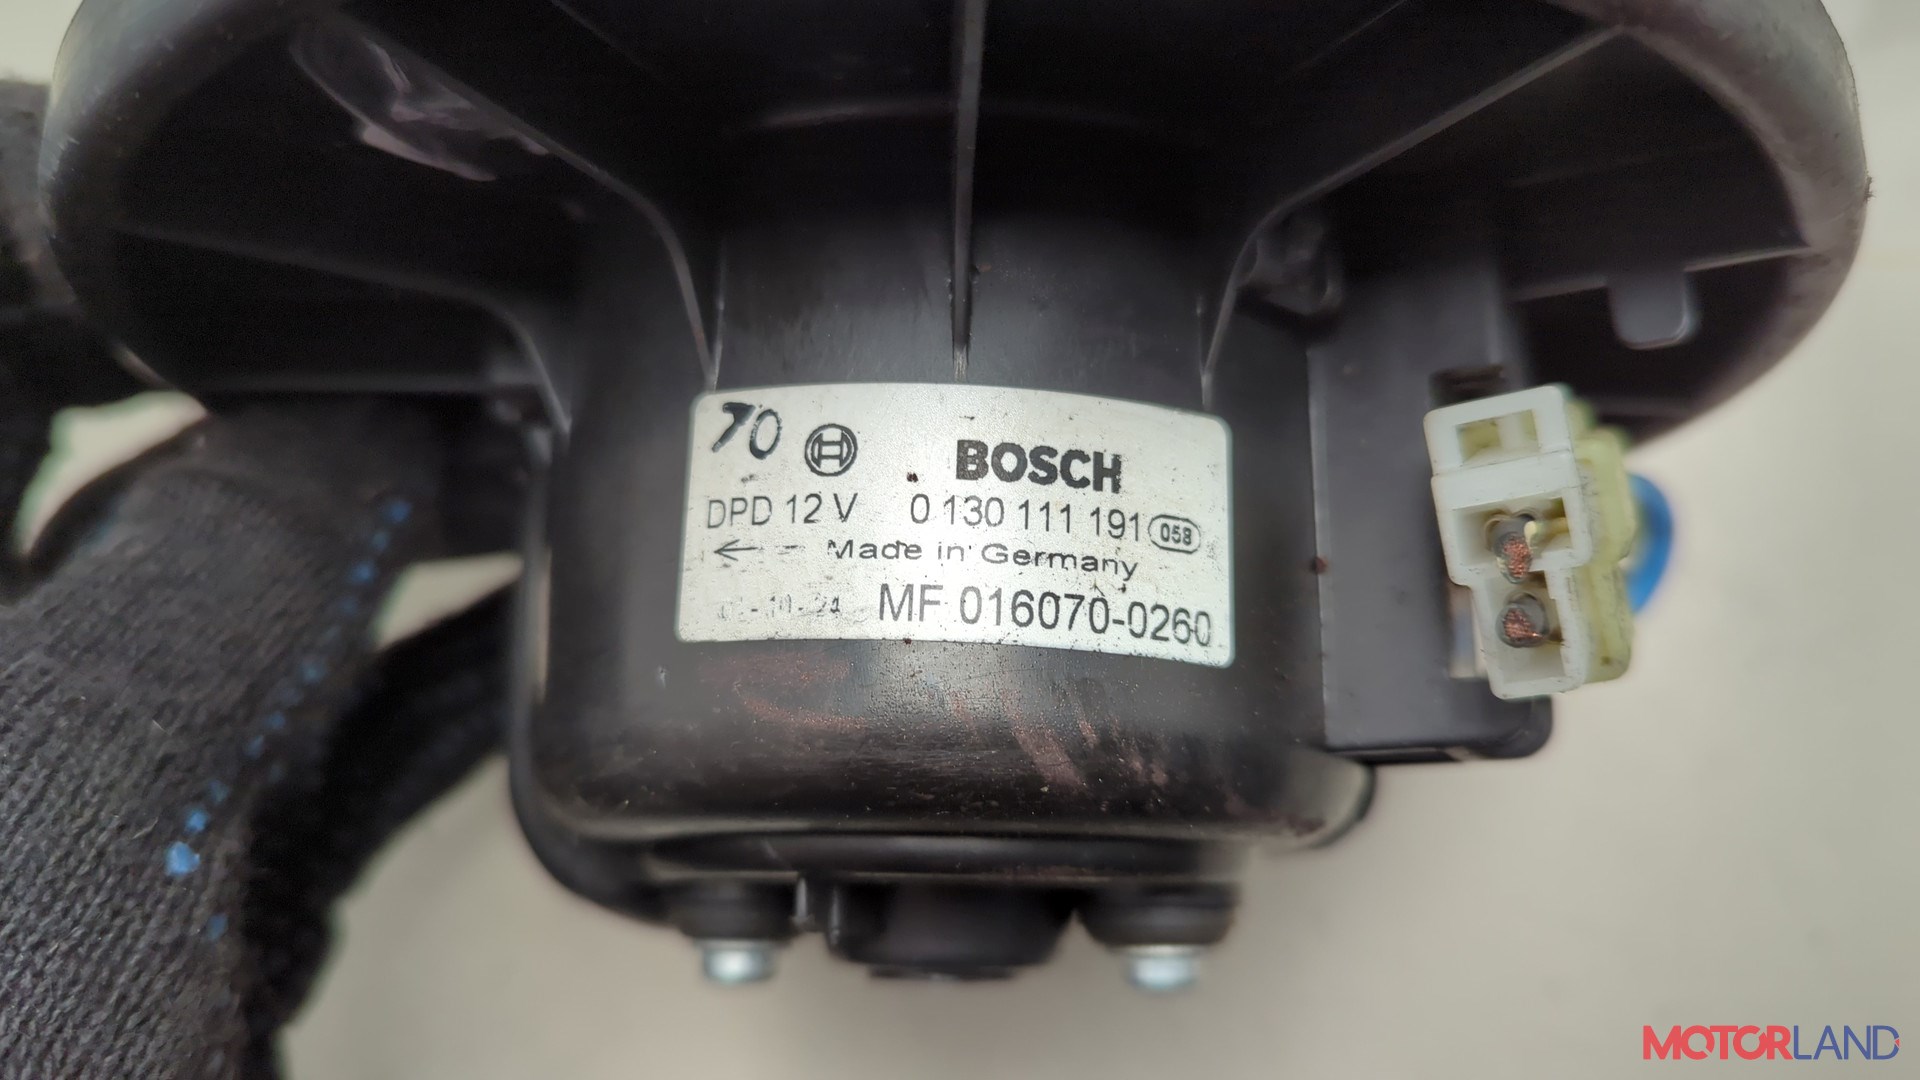 70 BOSCH
DPD 12 V 0 130 111 191 058
Made in Germany
MF 016070-0260
MOTORLAND